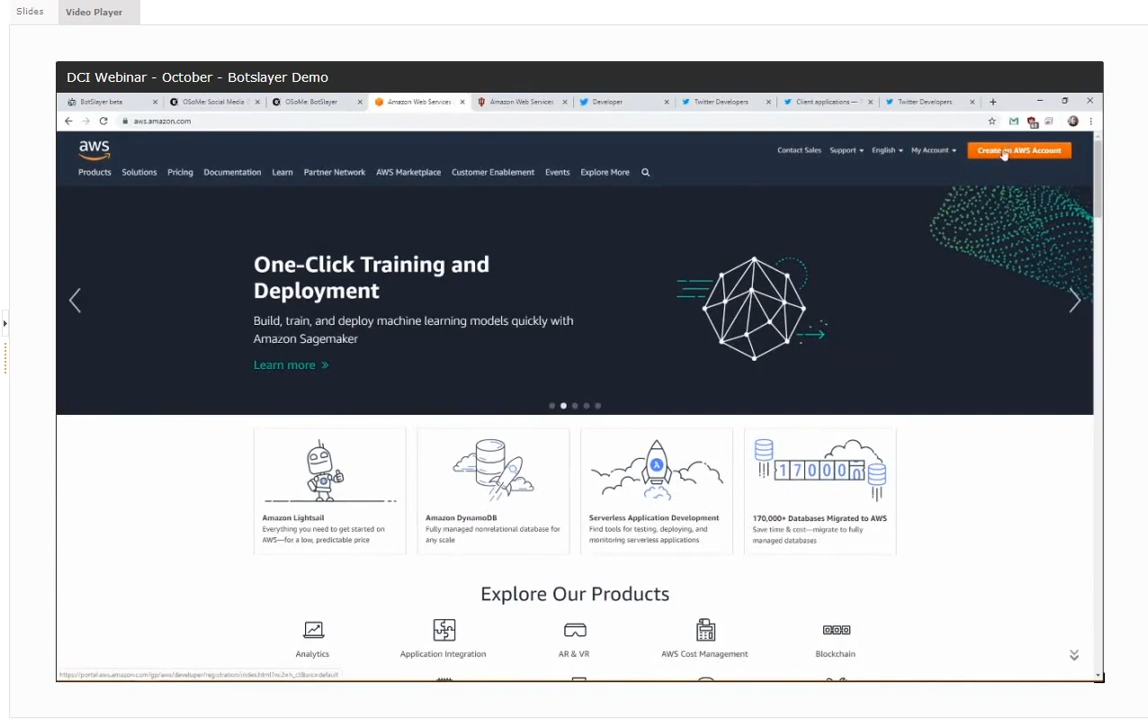 Slides
Video Player
DCI Webinar - October - Botslayer Demo
BotSlayer beta
OSoMe: Social Media
OSoMe: BotSlayer
Amazon Web Services
Amazon Web Services
Developer
Twitter Developers
Client applications —
Twitter Developers
aws.amazon.com
aws
Contact Sales
Support
English
My Account
Create an AWS Account
Products
Solutions
Pricing
Documentation
Learn
Partner Network
AWS Marketplace
Customer Enablement
Events
Explore More
One-Click Training and
Deployment
Build, train, and deploy machine learning models quickly with
Amazon Sagemaker
Learn more »
17000
Amazon Lightsail
Everything you need to get started on
AWS—for a low, predictable price
Amazon DynamoDB
Fully managed nonrelational database for
any scale
Serverless Application Development
Find tools for testing, deploying, and
monitoring serverless applications
170,000+ Databases Migrated to AWS
Save time & cost—migrate to fully
managed databases
Explore Our Products
Analytics
Application Integration
AR & VR
AWS Cost Management
Blockchain